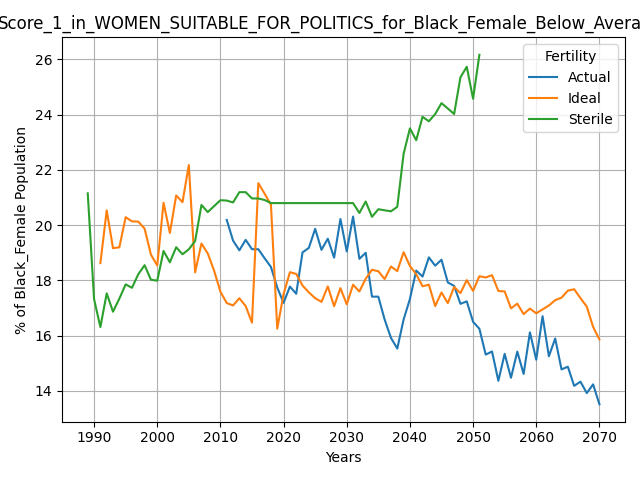 Score_1_in_WOMEN_SUITABLE_FOR_POLITICS_for_Black_Female_Below_Avera
26
24
22
20
18
16
14
% of Black_Female Population
Fertility
Actual
Ideal
Sterile
1990 2000 2010 2020 2030 2040 2050 2060 2070
Years